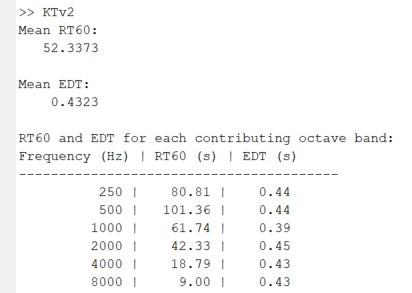 >> KTv2
Mean RT60:
52.3373
Mean EDT:
0.4323
RT60 and EDT for each contributing octave band:
Frequency (Hz) | RT60 (s) | EDT (s)
----------------------------------------
250 | 80.81 | 0.44
500 | 101.36 | 0.44
1000 | 61.74 | 0.39
2000 | 42.33 | 0.45
4000 | 18.79 | 0.43
8000 | 9.00 | 0.43